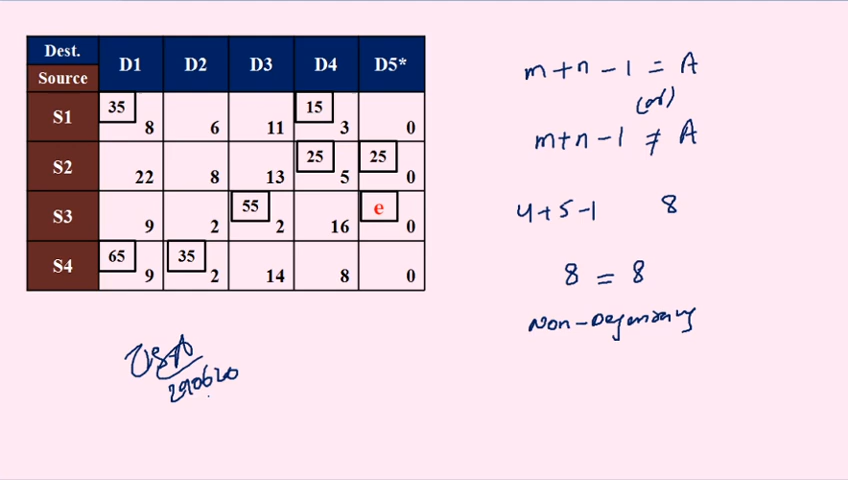 Dest. D1 D2 D3 D4 D5*
Source
S1 35 8 6 11 15 3 0
S2 22 8 13 25 5 25 0
S3 9 2 55 2 16 e 0
S4 65 9 35 2 14 8 0
m+n-1 = A
(or)
m+n-1 ≠ A
4+5-1 8
8 = 8
Non-Degeneracy
290620